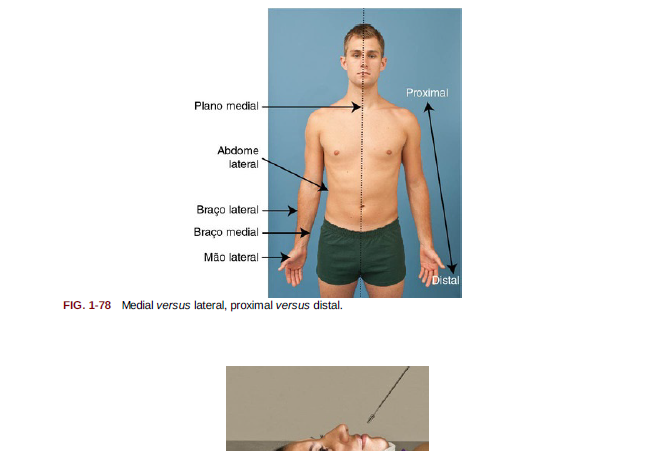 Proximal
Plano medial
Abdome
lateral
Braço lateral
Braço medial
Mão lateral
Distal
FIG. 1-78 Medial versus lateral, proximal versus distal.